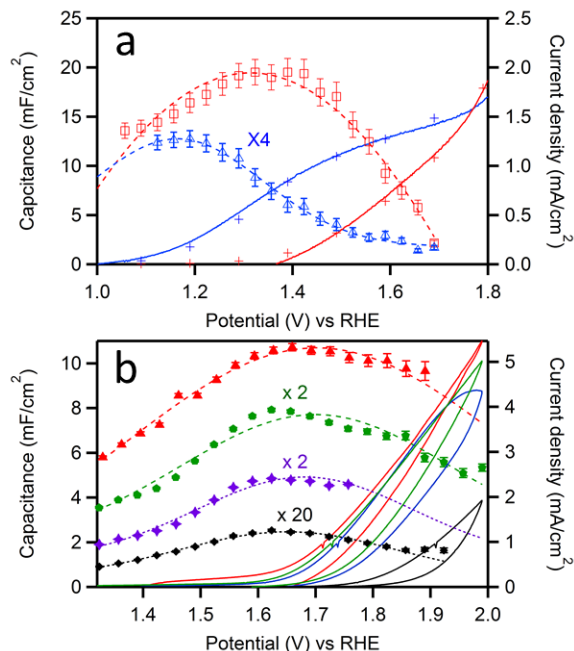 a
25
20
15
10
5
0
Capcitance (mF/cm²)
X4
2.5
2.0
1.5
1.0
0.5
0.0
Current density (mA/cm²)
1.0 1.2 1.4 1.6 1.8
Potential (V) vs RHE
b
10
8
6
4
2
0
Capacitance (mF/cm²)
x 2
x 2
x 20
5
4
3
2
1
0
Current density (mA/cm²)
1.4 1.5 1.6 1.7 1.8 1.9 2.0
Potential (V) vs RHE